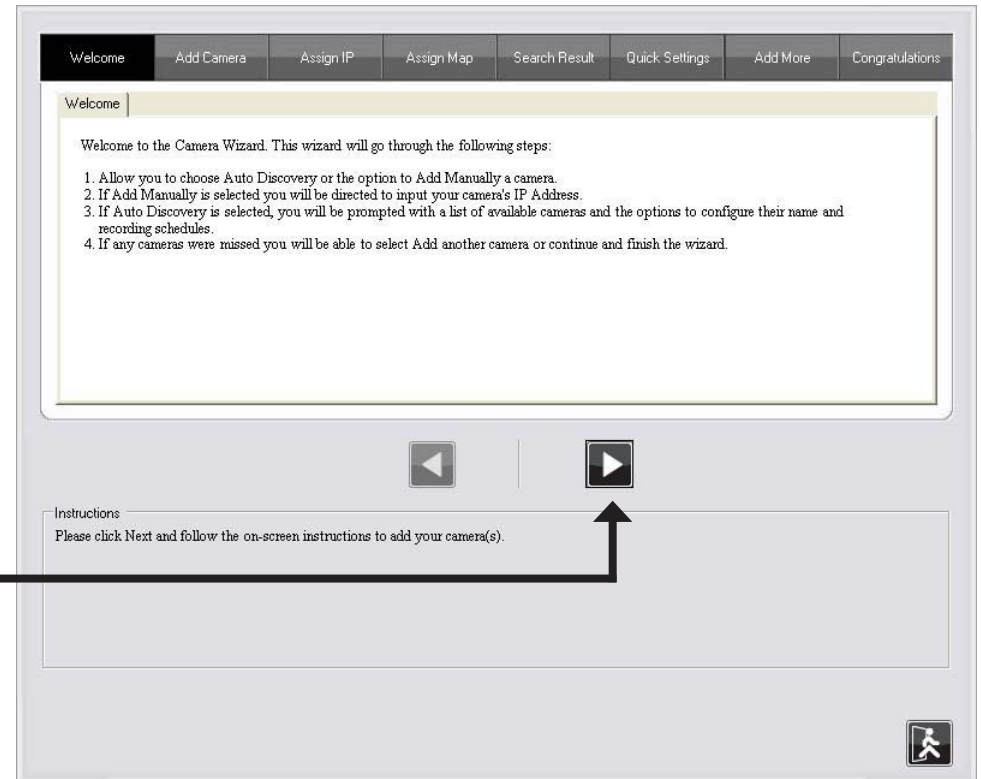 Welcome Add Camera Assign IP Assign Map Search Result Quick Settings Add More Congratulations
Welcome
Welcome to the Camera Wizard. This wizard will go through the following steps:
1. Allow you to choose Auto Discovery or the option to Add Manually a camera.
2. If Add Manually is selected you will be directed to input your camera's IP Address.
3. If Auto Discovery is selected, you will be prompted with a list of available cameras and the options to configure their name and
recording schedules.
4. If any cameras were missed you will be able to select Add another camera or continue and finish the wizard.
Instructions
Please click Next and follow the on-screen instructions to add your camera(s).